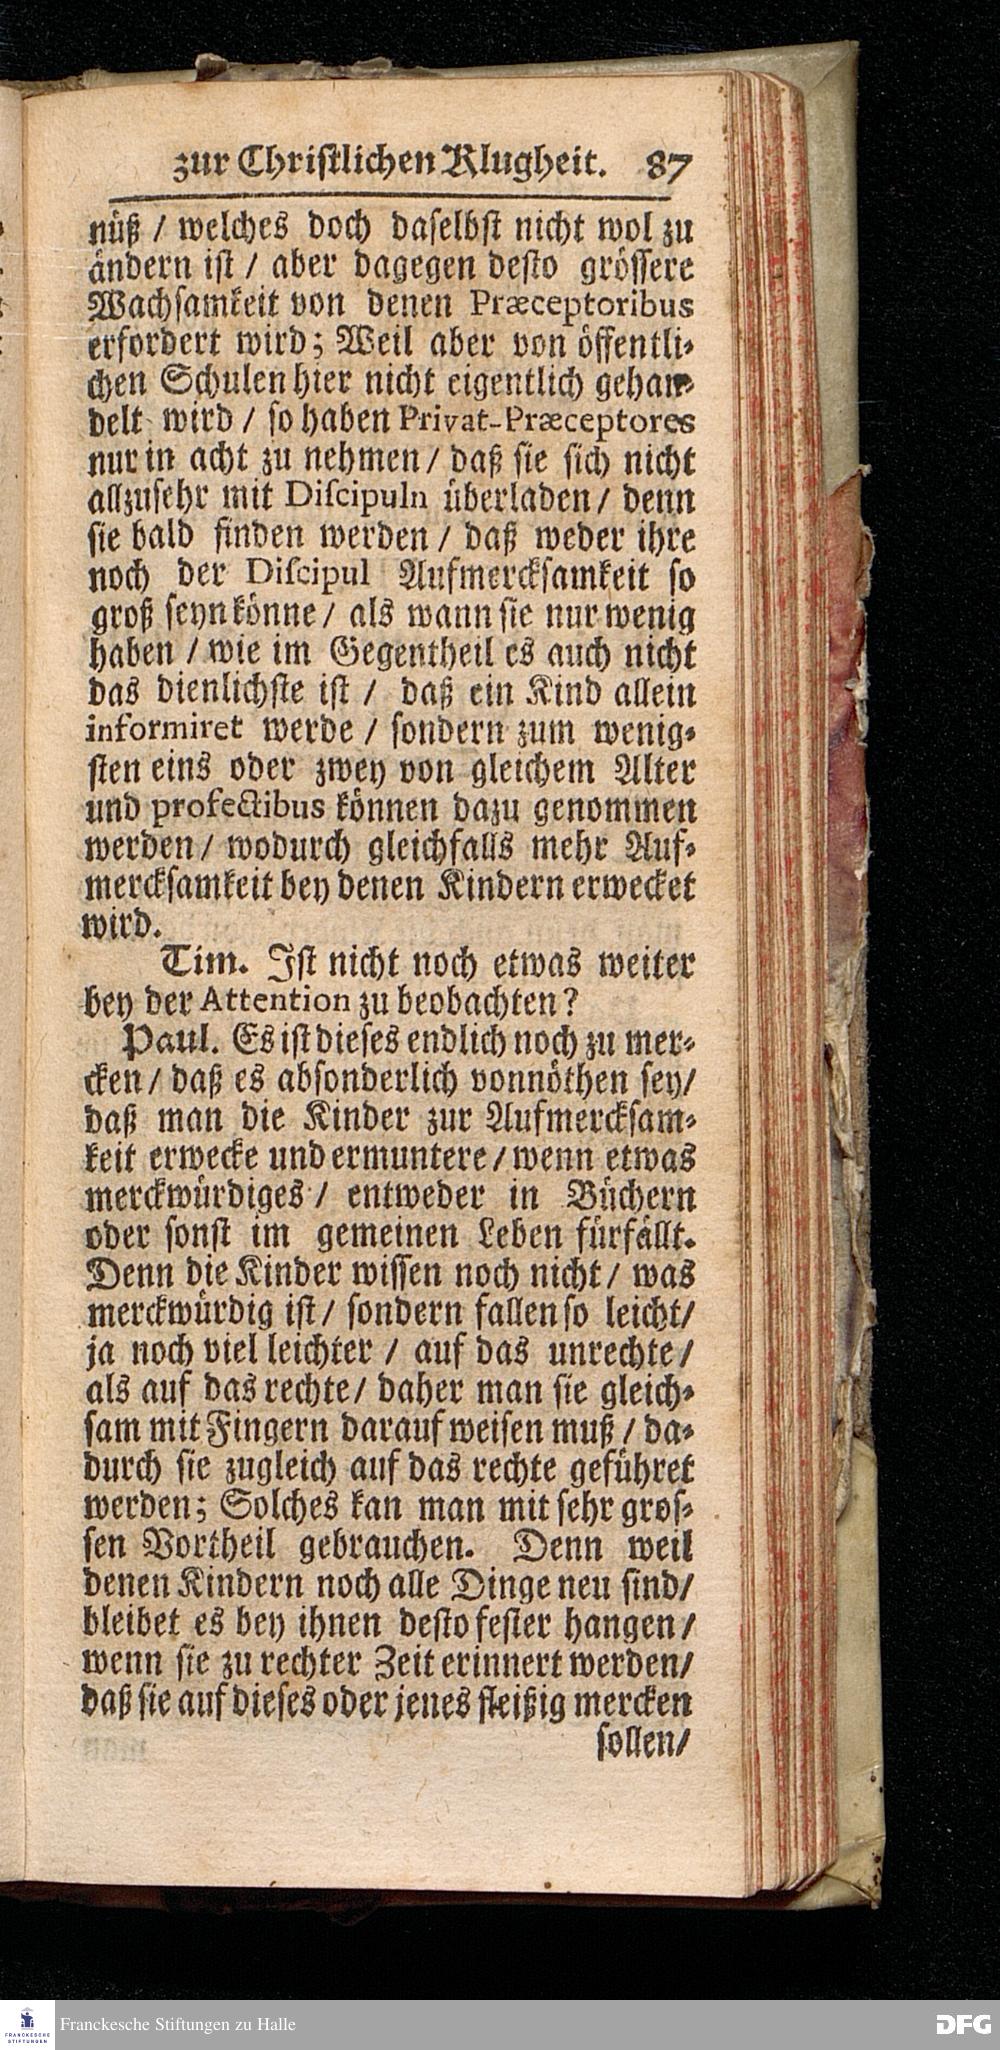 zur Christlichen Klugheit. 87
nüß / welches doch daselbst nicht wol zu
ändern ist / aber dagegen desto grössere
Wachsamkeit von denen Præceptoribus
erfordert wird; Weil aber von öffentli-
chen Schulen hier nicht eigentlich gehan-
delt wird / so haben Privat-Præceptores
nur in acht zu nehmen / daß sie sich nicht
allzusehr mit Discipuln überladen / denn
sie bald finden werden / daß weder ihre
noch der Discipul Aufmercksamkeit so
groß seyn könne / als wann sie nur wenig
haben / wie im Gegentheil es auch nicht
das dienlichste ist / daß ein Kind allein
informiret werde / sondern zum wenig-
sten eins oder zwey von gleichem Alter
und profectibus können dazu genommen
werden / wodurch gleichfalls mehr Auf-
mercksamkeit bey denen Kindern erwecket
wird.
Tim. Ist nicht noch etwas weiter
bey der Attention zu beobachten?
Paul. Es ist dieses endlich noch zu mer-
cken / daß es absonderlich vonnöthen sey/
daß man die Kinder zur Aufmercksam-
keit erwecke und ermuntere / wenn etwas
merckwürdiges / entweder in Büchern
oder sonst im gemeinen Leben fürfällt.
Denn die Kinder wissen noch nicht / was
merckwürdig ist / sondern fallen so leicht/
ja noch viel leichter / auf das unrechte /
als auf das rechte / daher man sie gleich-
sam mit Fingern darauf weisen muß / da-
durch sie zugleich auf das rechte geführet
werden; Solches kan man mit sehr gros-
sen Vortheil gebrauchen. Denn weil
denen Kindern noch alle Dinge neu sind/
bleibet es bey ihnen desto fester hangen /
wenn sie zu rechter Zeit erinnert werden/
daß sie auf dieses oder jenes fleißig mercken
sollen/
FRANCKESCHE
STIFTUNGEN
Franckesche Stiftungen zu Halle
DFG